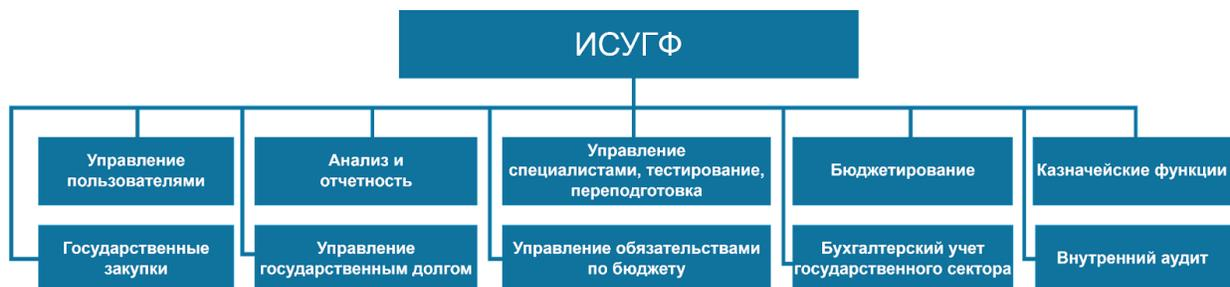 ИСУГФ
Управление
пользователями
Анализ и
отчетность
Управление
специалистами, тестирование,
переподготовка
Бюджетирование
Казначейские функции
Государственные
закупки
Управление
государственным долгом
Управление обязательствами
по бюджету
Бухгалтерский учет
государственного сектора
Внутренний аудит